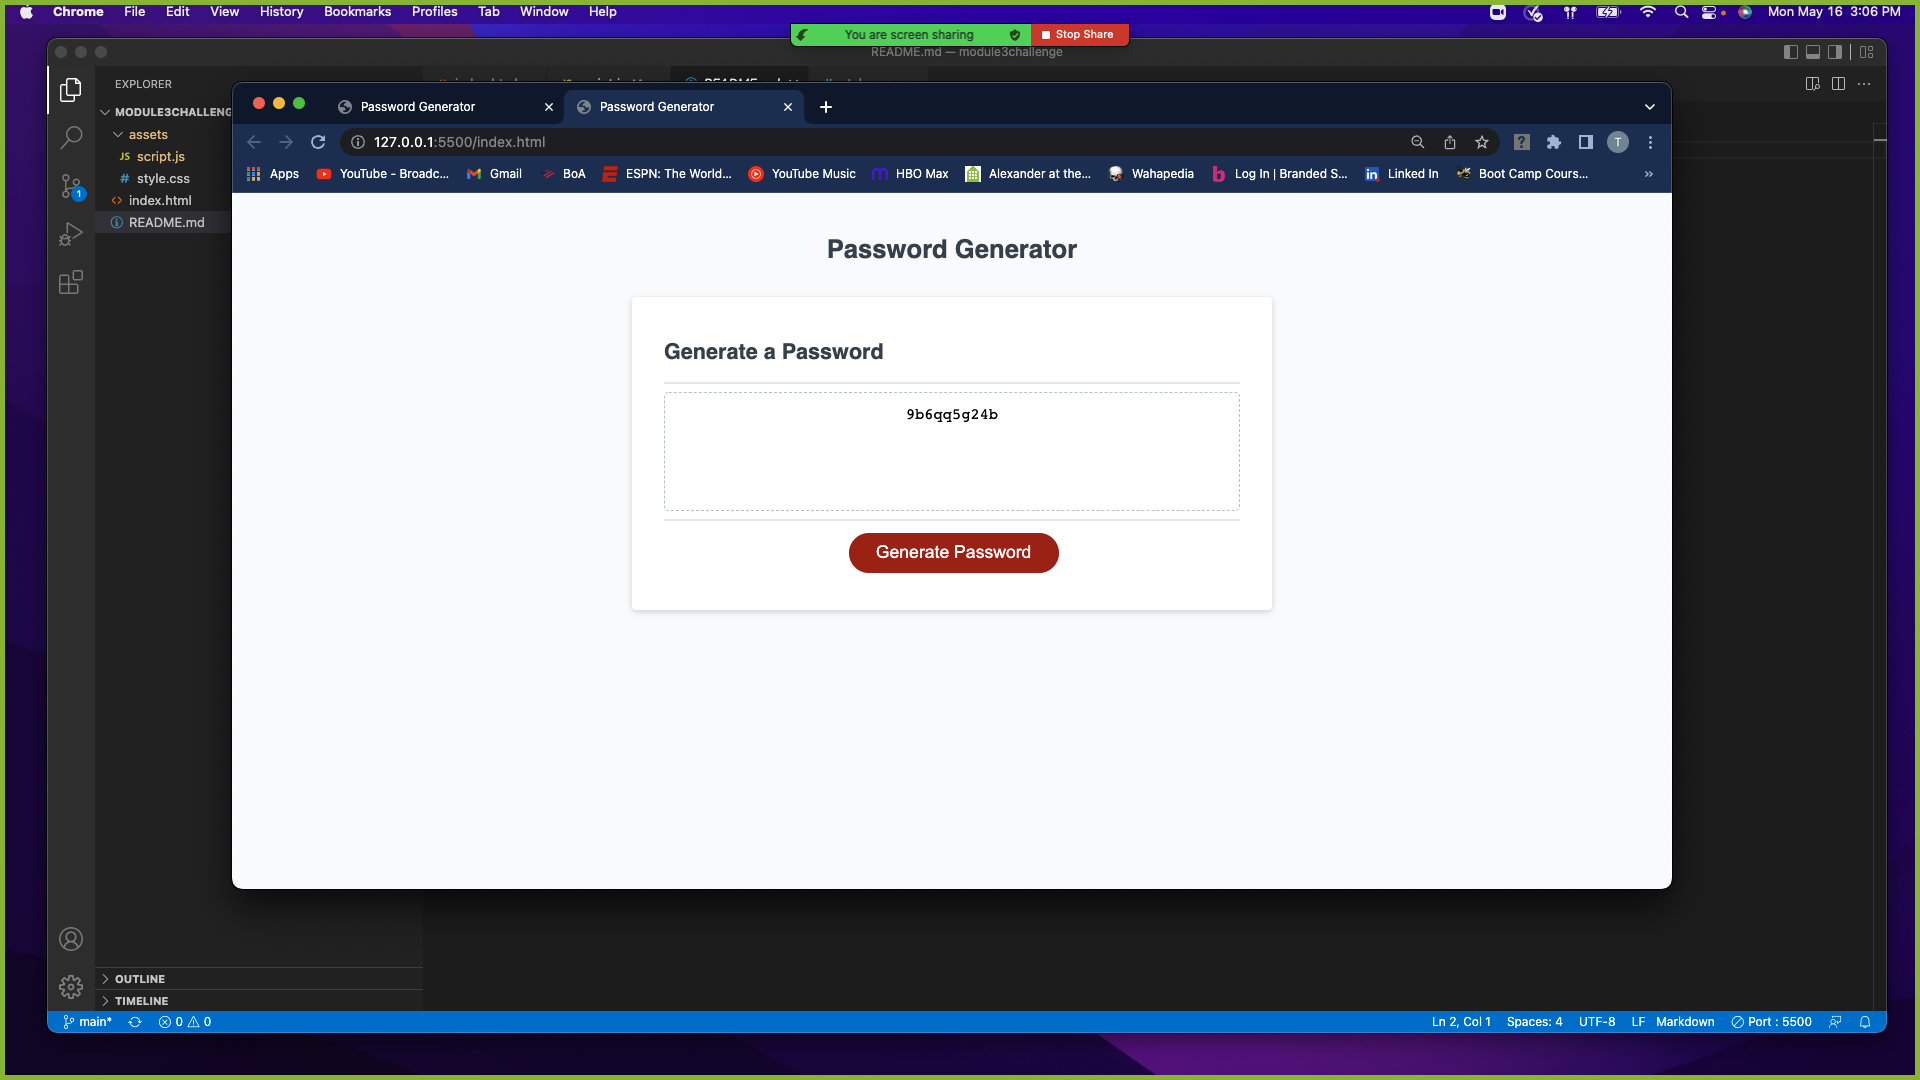 Chrome File Edit View History Bookmarks Profiles Tab Window Help
Mon May 16 3:06 PM
You are screen sharing
Stop Share
README.md — module3challenge
EXPLORER
MODULE3CHALLENG
assets
JS script.js
# style.css
<> index.html
README.md
1
Password Generator
Password Generator
127.0.0.1:5500/index.html
T
Apps
YouTube - Broadc...
Gmail
BoA
ESPN: The World...
YouTube Music
HBO Max
Alexander at the...
Wahapedia
Log In | Branded S...
Linked In
Boot Camp Cours...
»
Password Generator
Generate a Password
9b6qq5g24b
Generate Password
OUTLINE
TIMELINE
main* 0 0
Ln 2, Col 1 Spaces: 4 UTF-8 LF Markdown Port : 5500